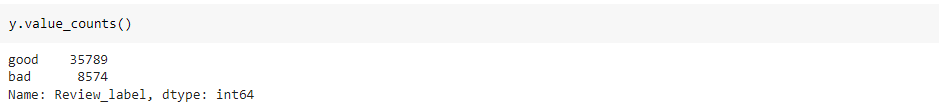 y.value_counts()
good    35789
bad      8574
Name: Review_label, dtype: int64